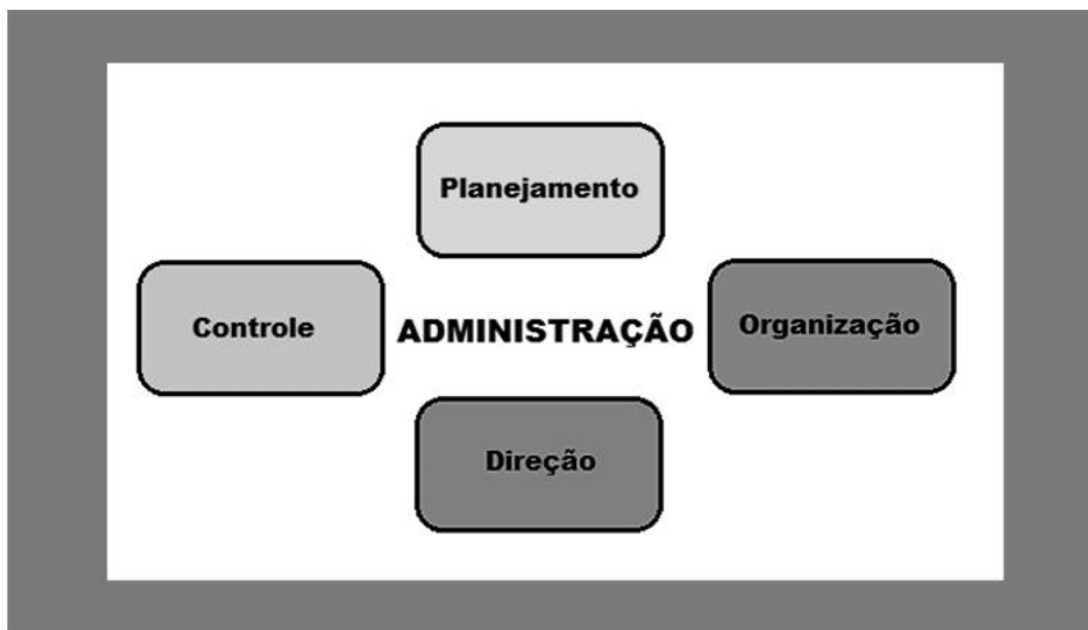 Planejamento
Controle
ADMINISTRAÇÃO
Organização
Direção